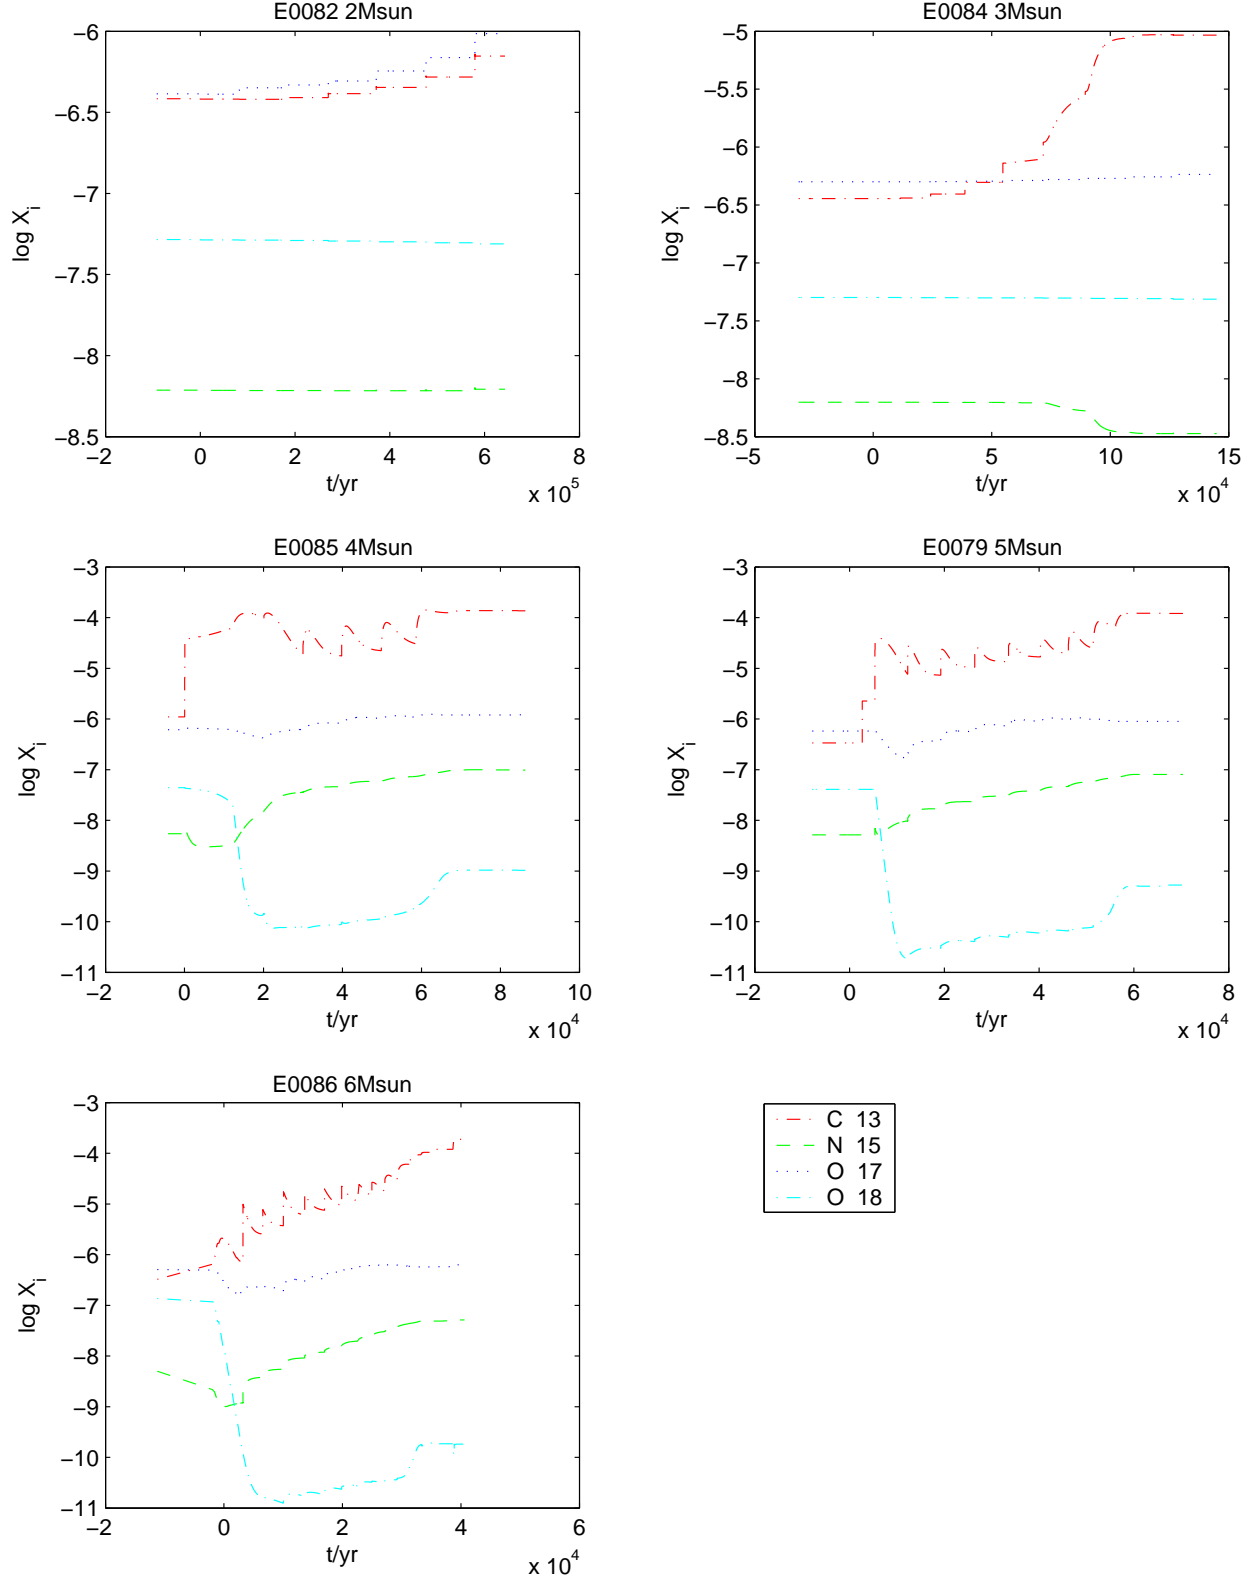 E0082 2Msun
−6
−6.5
−7
−7.5
−8
−8.5
log X_i
−2 0 2 4 6 8
t/yr
x 10^5
E0084 3Msun
−5
−5.5
−6
−6.5
−7
−7.5
−8
−8.5
log X_i
−5 0 5 10 15
t/yr
x 10^4
E0085 4Msun
−3
−4
−5
−6
−7
−8
−9
−10
−11
log X_i
−2 0 2 4 6 8 10
t/yr
x 10^4
E0079 5Msun
−3
−4
−5
−6
−7
−8
−9
−10
−11
log X_i
−2 0 2 4 6 8
t/yr
x 10^4
E0086 6Msun
−3
−4
−5
−6
−7
−8
−9
−10
−11
log X_i
−2 0 2 4 6
t/yr
x 10^4
C 13
N 15
O 17
O 18